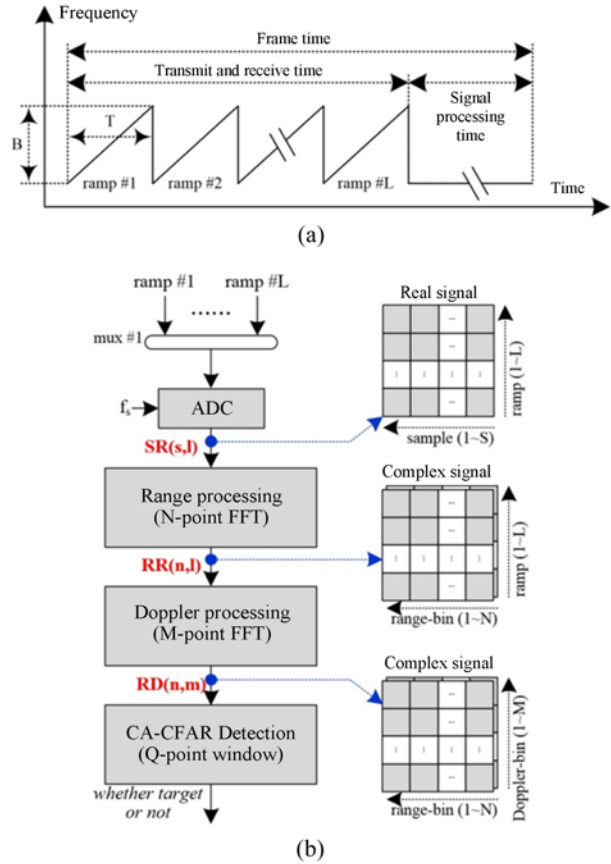 Frequency
Frame time
Transmit and receive time
Signal
processing
time
T
B
ramp #1
ramp #2
ramp #L
Time
(a)
ramp #1
ramp #L
......
mux #1
fs
ADC
SR(s,l)
Range processing
(N-point FFT)
RR(n,l)
Doppler processing
(M-point FFT)
RD(n,m)
CA-CFAR Detection
(Q-point window)
whether target
or not
Real signal
...
...
...
...
...
...
...
ramp (1~L)
sample (1~S)
Complex signal
...
...
...
...
...
...
...
ramp (1~L)
range-bin (1~N)
Complex signal
...
...
...
...
...
...
...
Doppler-bin (1~M)
range-bin (1~N)
(b)